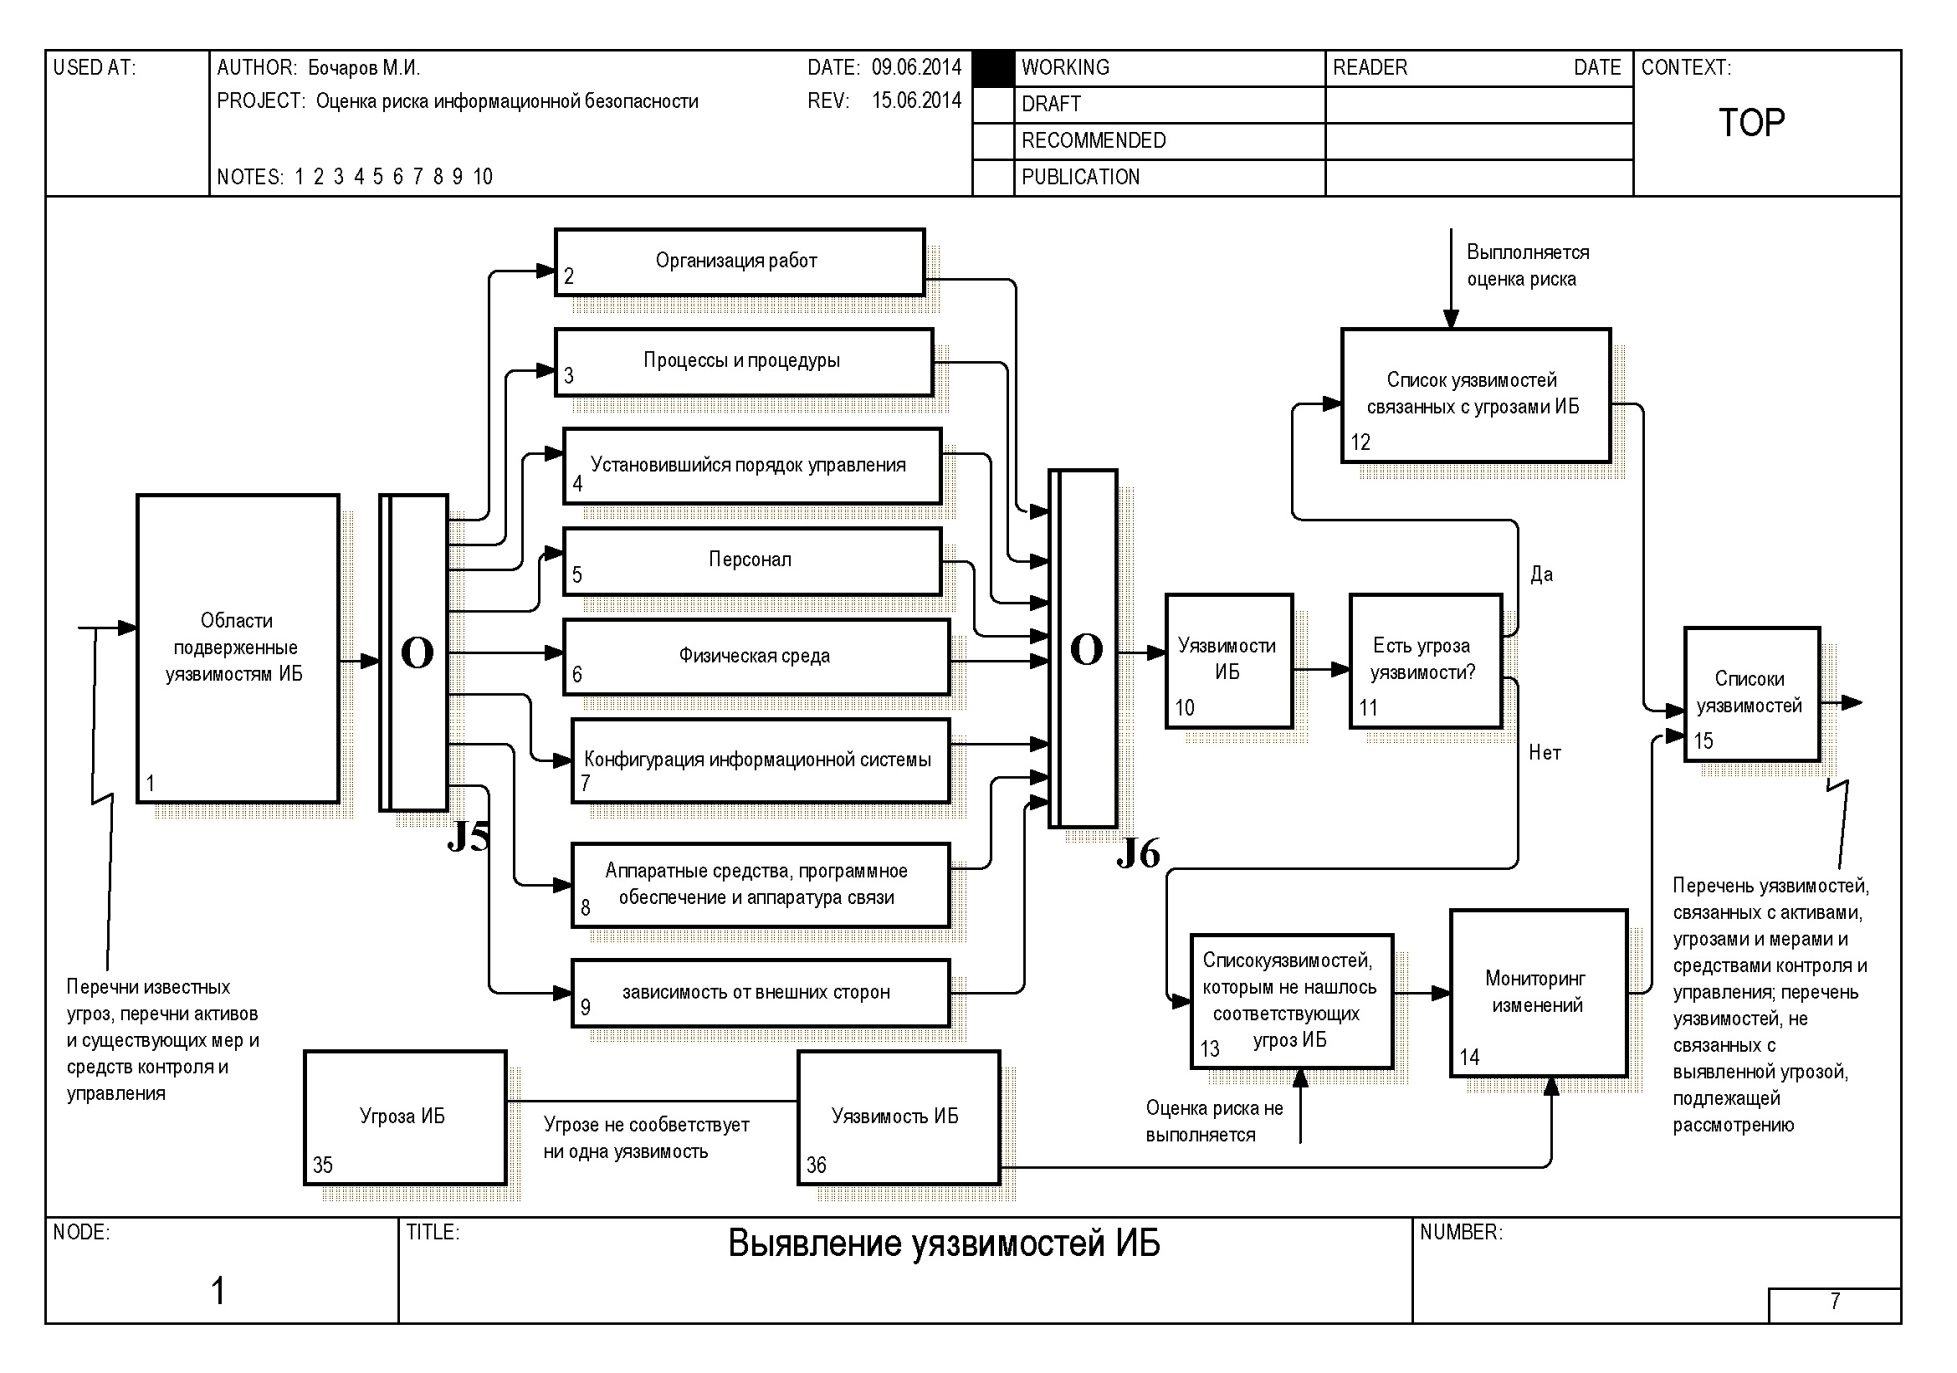 USED AT:
AUTHOR: Бочаров М.И.
DATE: 09.06.2014
PROJECT: Оценка риска информационной безопасности
REV: 15.06.2014
NOTES: 1 2 3 4 5 6 7 8 9 10
WORKING
DRAFT
RECOMMENDED
PUBLICATION
READER
DATE
CONTEXT:
TOP
Организация работ
2
Процессы и процедуры
3
Установившийся порядок управления
4
Персонал
5
Физическая среда
6
Конфигурация информационной системы
7
Аппаратные средства, программное
обеспечение и аппаратура связи
8
зависимость от внешних сторон
9
Области
подверженные
уязвимостям ИБ
1
O
J5
O
J6
Уязвимости
ИБ
10
Есть угроза
уязвимости?
11
Да
Нет
Выплолняется
оценка риска
Список уязвимостей
связанных с угрозами ИБ
12
Списки
уязвимостей
15
Списокуязвимостей,
которым не нашлось
соответствующих
угроз ИБ
13
Мониторинг
изменений
14
Оценка риска не
выполняется
Перечень уязвимостей,
связанных с активами,
угрозами и мерами и
средствами контроля и
управления; перечень
уязвимостей, не
связанных с
выявленной угрозой,
подлежащей
рассмотрению
Перечни известных
угроз, перечни активов
и существующих мер и
средств контроля и
управления
Угроза ИБ
35
Угрозе не сообветствует
ни одна уязвимость
Уязвимость ИБ
36
NODE:
1
TITLE:
Выявление уязвимостей ИБ
NUMBER:
7